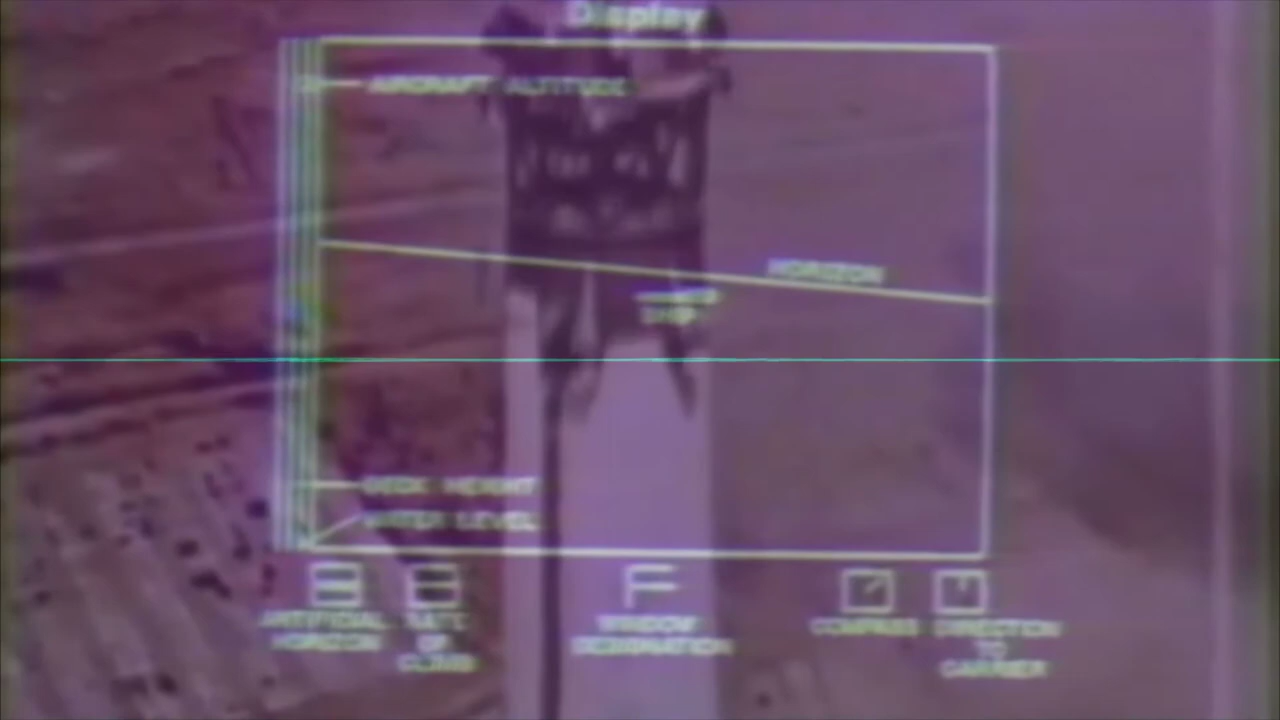 Display
AIRCRAFT ALTITUDE
HORIZON
SHIP
DECK HEIGHT
WATER LEVEL
F
ARTIFICIAL
HORIZON
RATE
OF
CLIMB
WINDOW
DESIGNATION
COMPASS
DIRECTION
TO
CARRIER